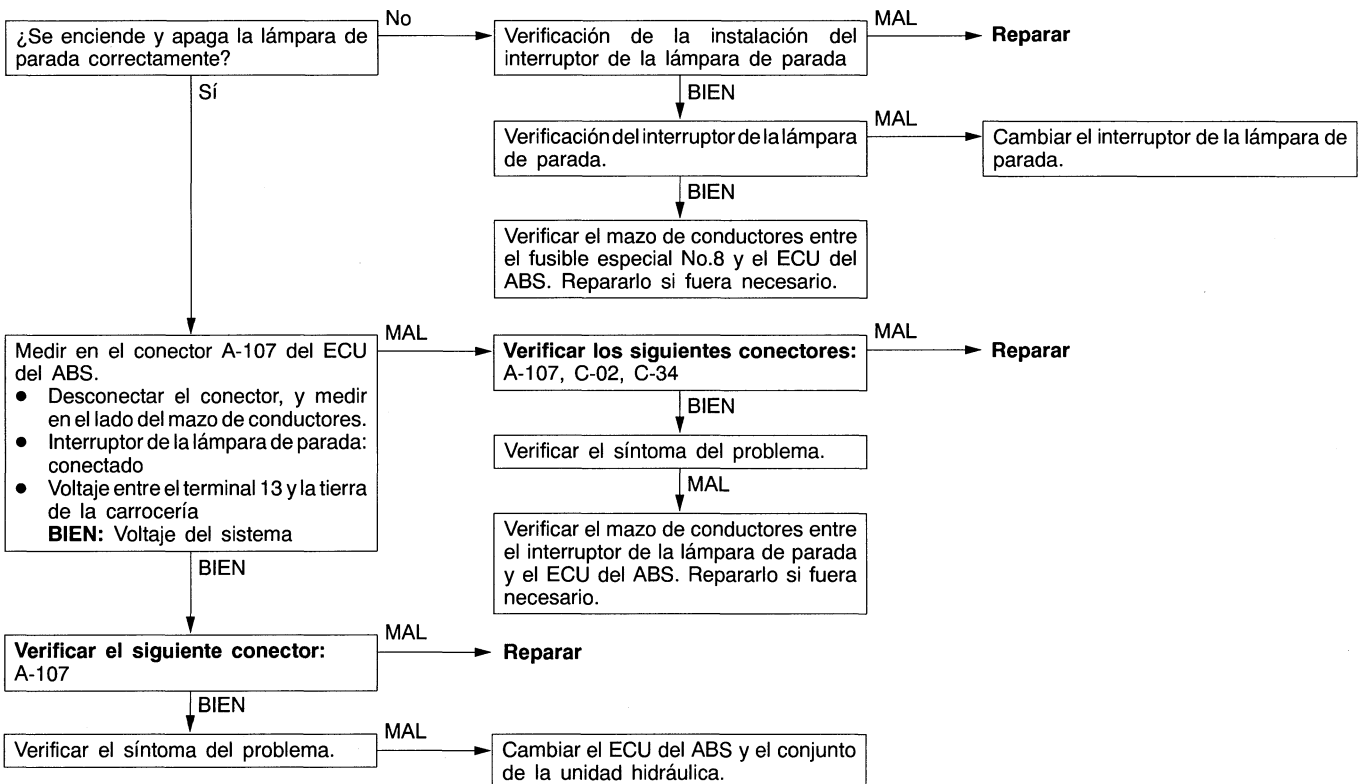 ¿Se enciende y apaga la lámpara de
parada correctamente?
No
Verificación de la instalación del
interruptor de la lámpara de parada
MAL
Reparar
Sí
BIEN
Verificación del interruptor de la lámpara
de parada.
MAL
Cambiar el interruptor de la lámpara de
parada.
BIEN
Verificar el mazo de conductores entre
el fusible especial No.8 y el ECU del
ABS. Repararlo si fuera necesario.
Medir en el conector A-107 del ECU
del ABS.
● Desconectar el conector, y medir
en el lado del mazo de conductores.
● Interruptor de la lámpara de parada:
conectado
● Voltaje entre el terminal 13 y la tierra
de la carrocería
BIEN: Voltaje del sistema
MAL
Verificar los siguientes conectores:
A-107, C-02, C-34
MAL
Reparar
BIEN
Verificar el síntoma del problema.
MAL
Verificar el mazo de conductores entre
el interruptor de la lámpara de parada
y el ECU del ABS. Repararlo si fuera
necesario.
BIEN
Verificar el siguiente conector:
A-107
MAL
Reparar
BIEN
Verificar el síntoma del problema.
MAL
Cambiar el ECU del ABS y el conjunto
de la unidad hidráulica.